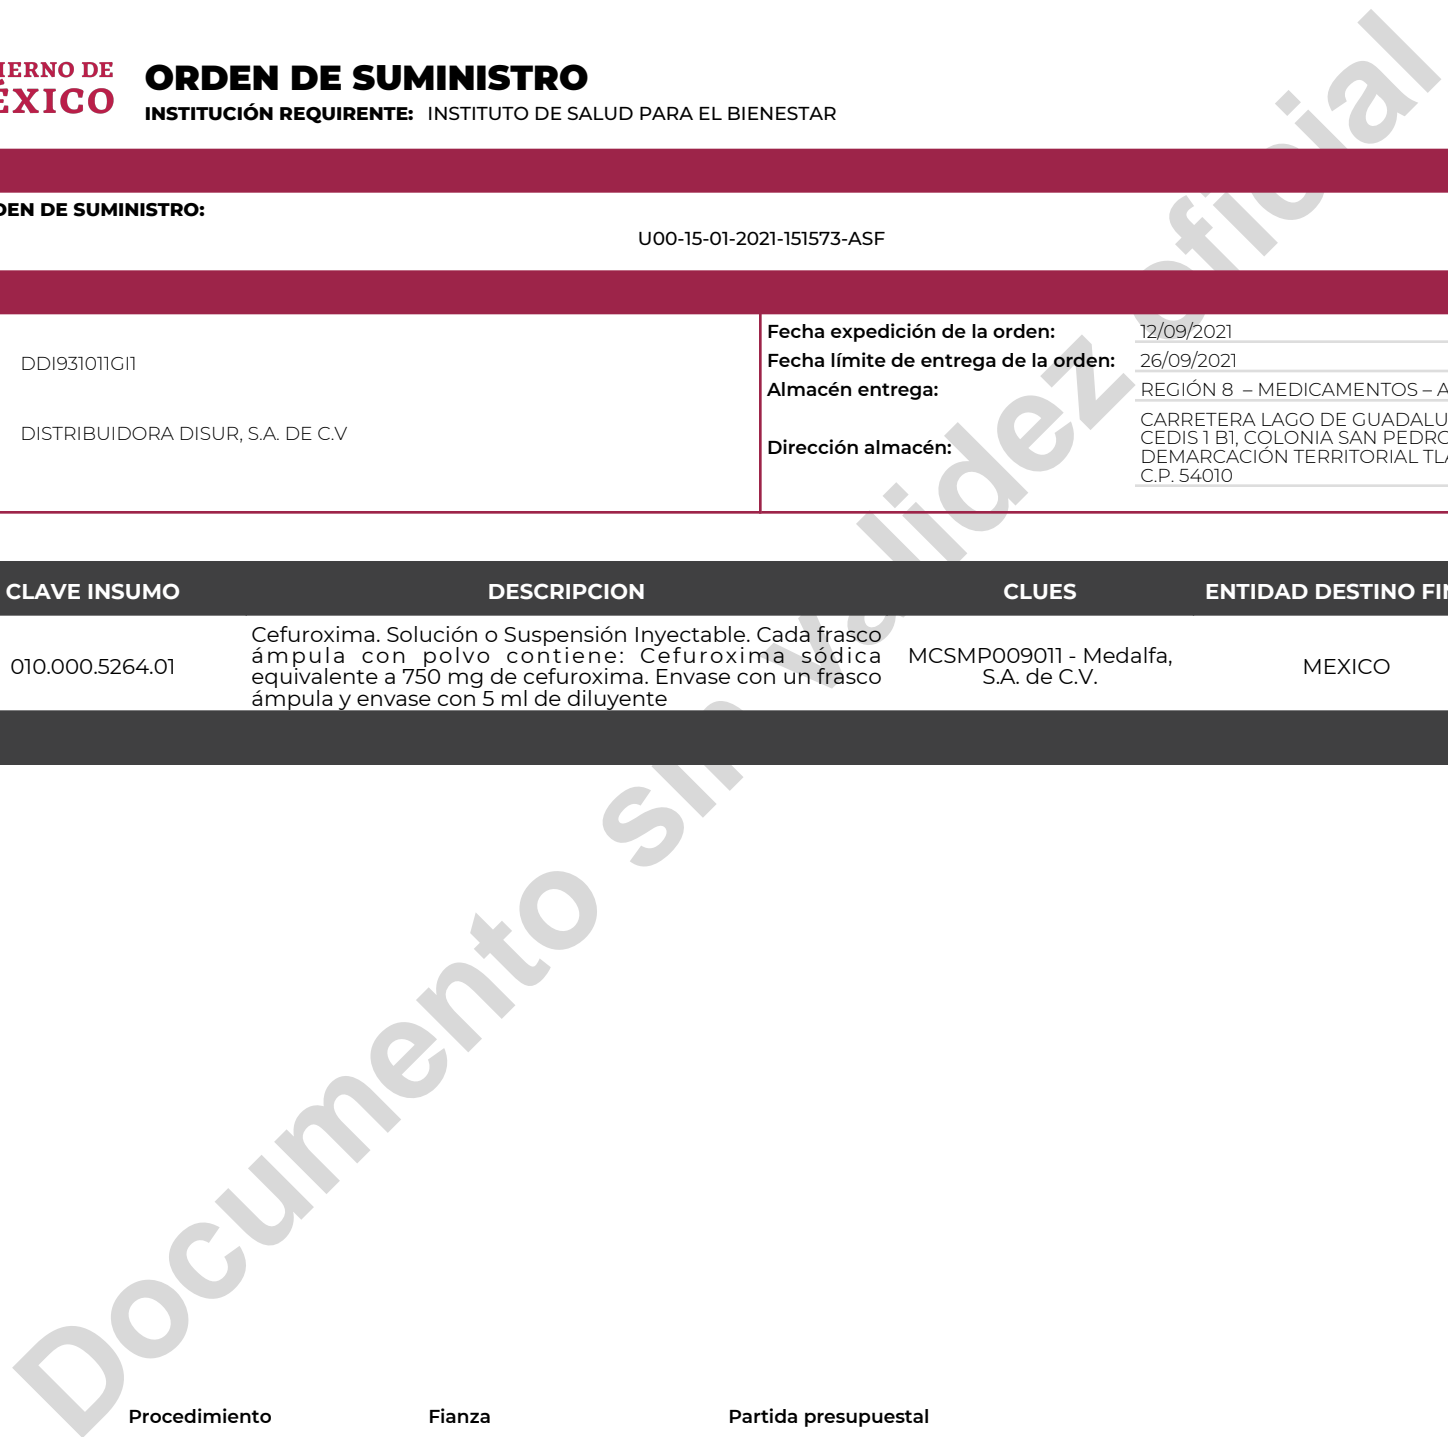 IERNO DE
ÉXICO
ORDEN DE SUMINISTRO
INSTITUCIÓN REQUIRENTE: INSTITUTO DE SALUD PARA EL BIENESTAR
DEN DE SUMINISTRO:
U00-15-01-2021-151573-ASF
DDI931011GI1
DISTRIBUIDORA DISUR, S.A. DE C.V
Fecha expedición de la orden: 12/09/2021
Fecha límite de entrega de la orden: 26/09/2021
Almacén entrega: REGIÓN 8 – MEDICAMENTOS – A
Dirección almacén:
CARRETERA LAGO DE GUADALU
CEDIS 1 B1, COLONIA SAN PEDRO
DEMARCACIÓN TERRITORIAL TLA
C.P. 54010
CLAVE INSUMO DESCRIPCION CLUES ENTIDAD DESTINO FIN
010.000.5264.01
Cefuroxima. Solución o Suspensión Inyectable. Cada frasco
ámpula con polvo contiene: Cefuroxima sódica
equivalente a 750 mg de cefuroxima. Envase con un frasco
ámpula y envase con 5 ml de diluyente
MCSMP009011 - Medalfa,
S.A. de C.V.
MEXICO
Documento sin validez oficial
Procedimiento Fianza Partida presupuestal